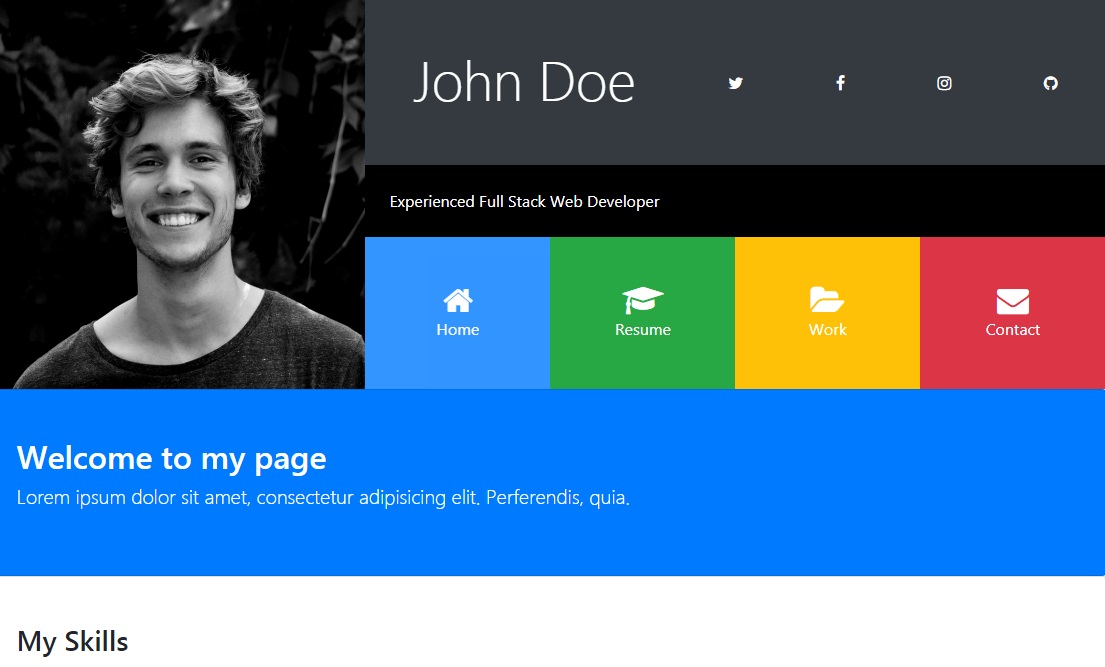 John Doe
Experienced Full Stack Web Developer
Home
Resume
Work
Contact
Welcome to my page
Lorem ipsum dolor sit amet, consectetur adipisicing elit. Perferendis, quia.
My Skills